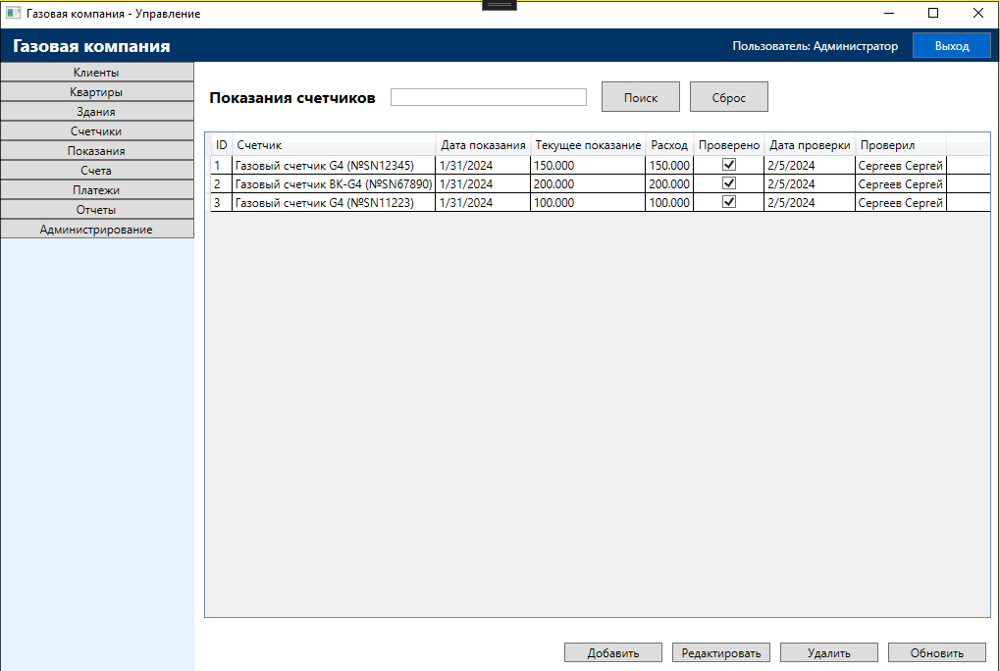 Газовая компания - Управление
Газовая компания Пользователь: Администратор Выход
Клиенты
Квартиры
Здания
Счетчики
Показания
Счета
Платежи
Отчеты
Администрирование
Показания счетчиков Поиск Сброс
ID Счетчик Дата показания Текущее показание Расход Проверено Дата проверки Проверил
1 Газовый счетчик G4 (№SN12345) 1/31/2024 150.000 150.000 2/5/2024 Сергеев Сергей
2 Газовый счетчик ВК-G4 (№SN67890) 1/31/2024 200.000 200.000 2/5/2024 Сергеев Сергей
3 Газовый счетчик G4 (№SN11223) 1/31/2024 100.000 100.000 2/5/2024 Сергеев Сергей
Добавить Редактировать Удалить Обновить